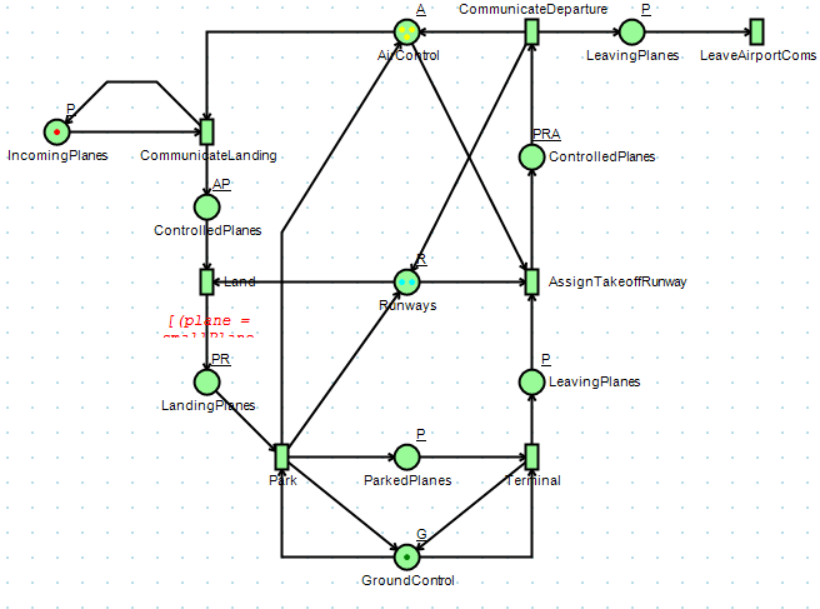 A
CommunicateDeparture
P
AirControl
LeavingPlanes
LeaveAirportComs
P
IncomingPlanes
CommunicateLanding
PRA
ControlledPlanes
AP
ControlledPlanes
R
Land
Runways
AssignTakeoffRunway
[(plane =
smallPlane
PR
LandingPlanes
P
LeavingPlanes
P
Park
ParkedPlanes
Terminal
G
GroundControl